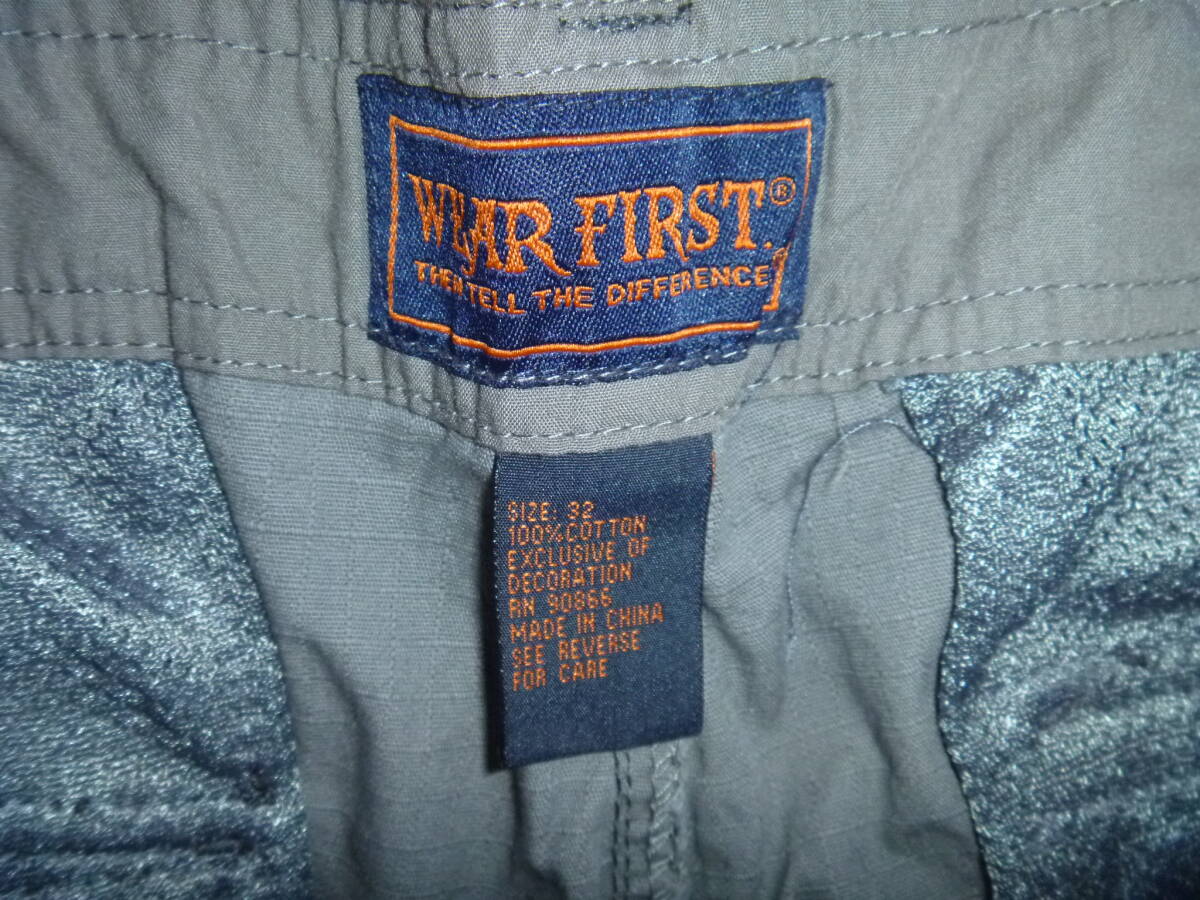 WEAR FIRST.®
THEN TELL THE DIFFERENCE
SIZE: 32
100%COTTON
EXCLUSIVE OF
DECORATION
RN 90866
MADE IN CHINA
SEE REVERSE
FOR CARE